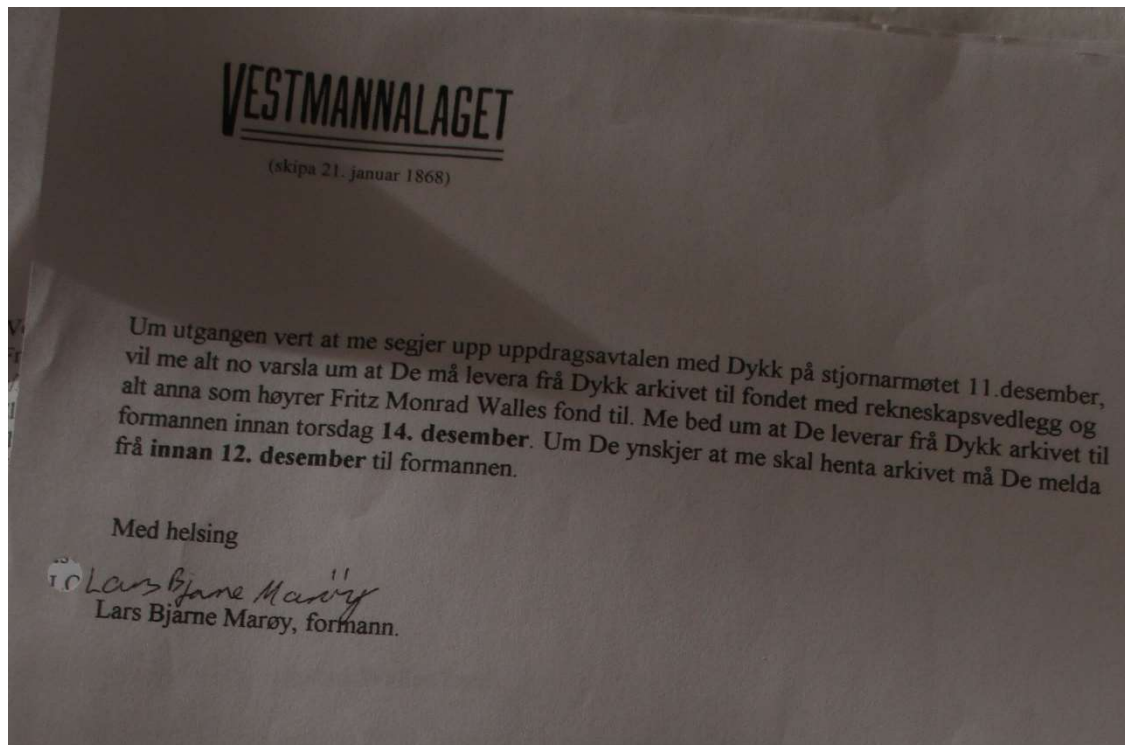 VESTMANNALAGET
(skipa 21. januar 1868)
Um utgangen vert at me segjer upp uppdragsavtalen med Dykk på stjornarmøtet 11.desember,
vil me alt no varsla um at De må levera frå Dykk arkivet til fondet med rekneskapsvedlegg og
alt anna som høyrer Fritz Monrad Walles fond til. Me bed um at De leverar frå Dykk arkivet til
formannen innan torsdag 14. desember. Um De ynskjer at me skal henta arkivet må De melda
frå innan 12. desember til formannen.
Med helsing
Lars Bjarne Marøy
Lars Bjarne Marøy, formann.